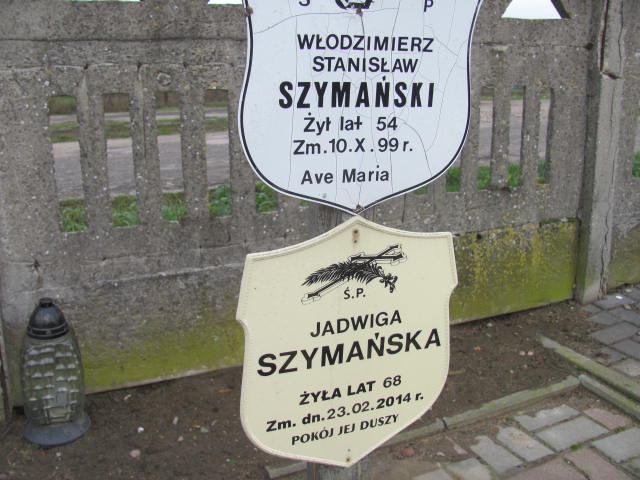 Ś P
WŁODZIMIERZ
STANISŁAW
SZYMAŃSKI
Żył lat 54
Zm. 10. X. 99 r.
Ave Maria
Ś.P.
JADWIGA
SZYMAŃSKA
ŻYŁA LAT 68
Zm. dn. 23.02.2014 r.
POKÓJ JEJ DUSZY